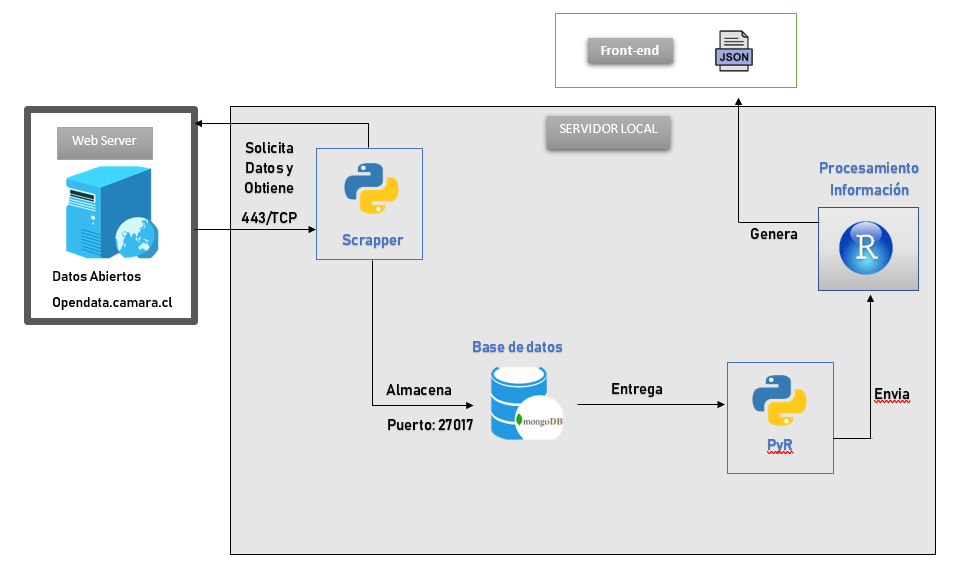 Front-end
JSON
SERVIDOR LOCAL
Web Server
Datos Abiertos
Opendata.camara.cl
Solicita
Datos y
Obtiene
443/TCP
Scrapper
Procesamiento
Información
R
Genera
Base de datos
mongoDB
Almacena
Puerto: 27017
Entrega
PyR
Envia